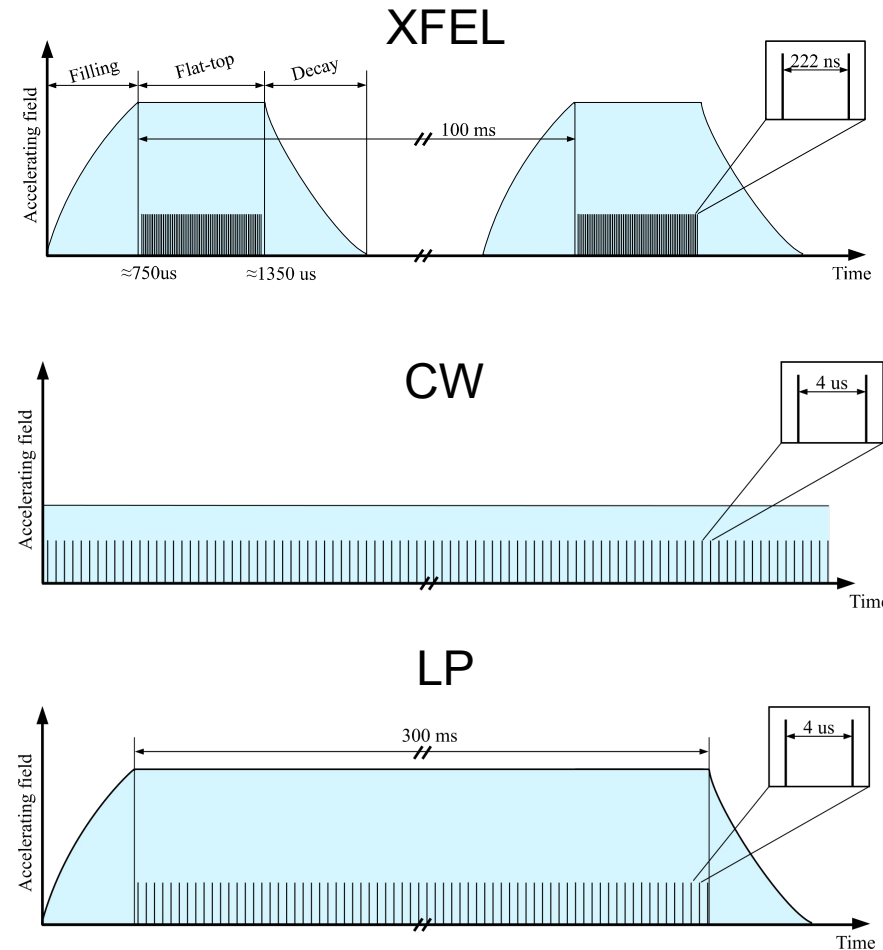 XFEL
Filling
Flat-top
Decay
222 ns
Accelerating field
100 ms
≈750us
≈1350 us
Time
CW
4 us
Accelerating field
Time
LP
4 us
300 ms
Accelerating field
Time